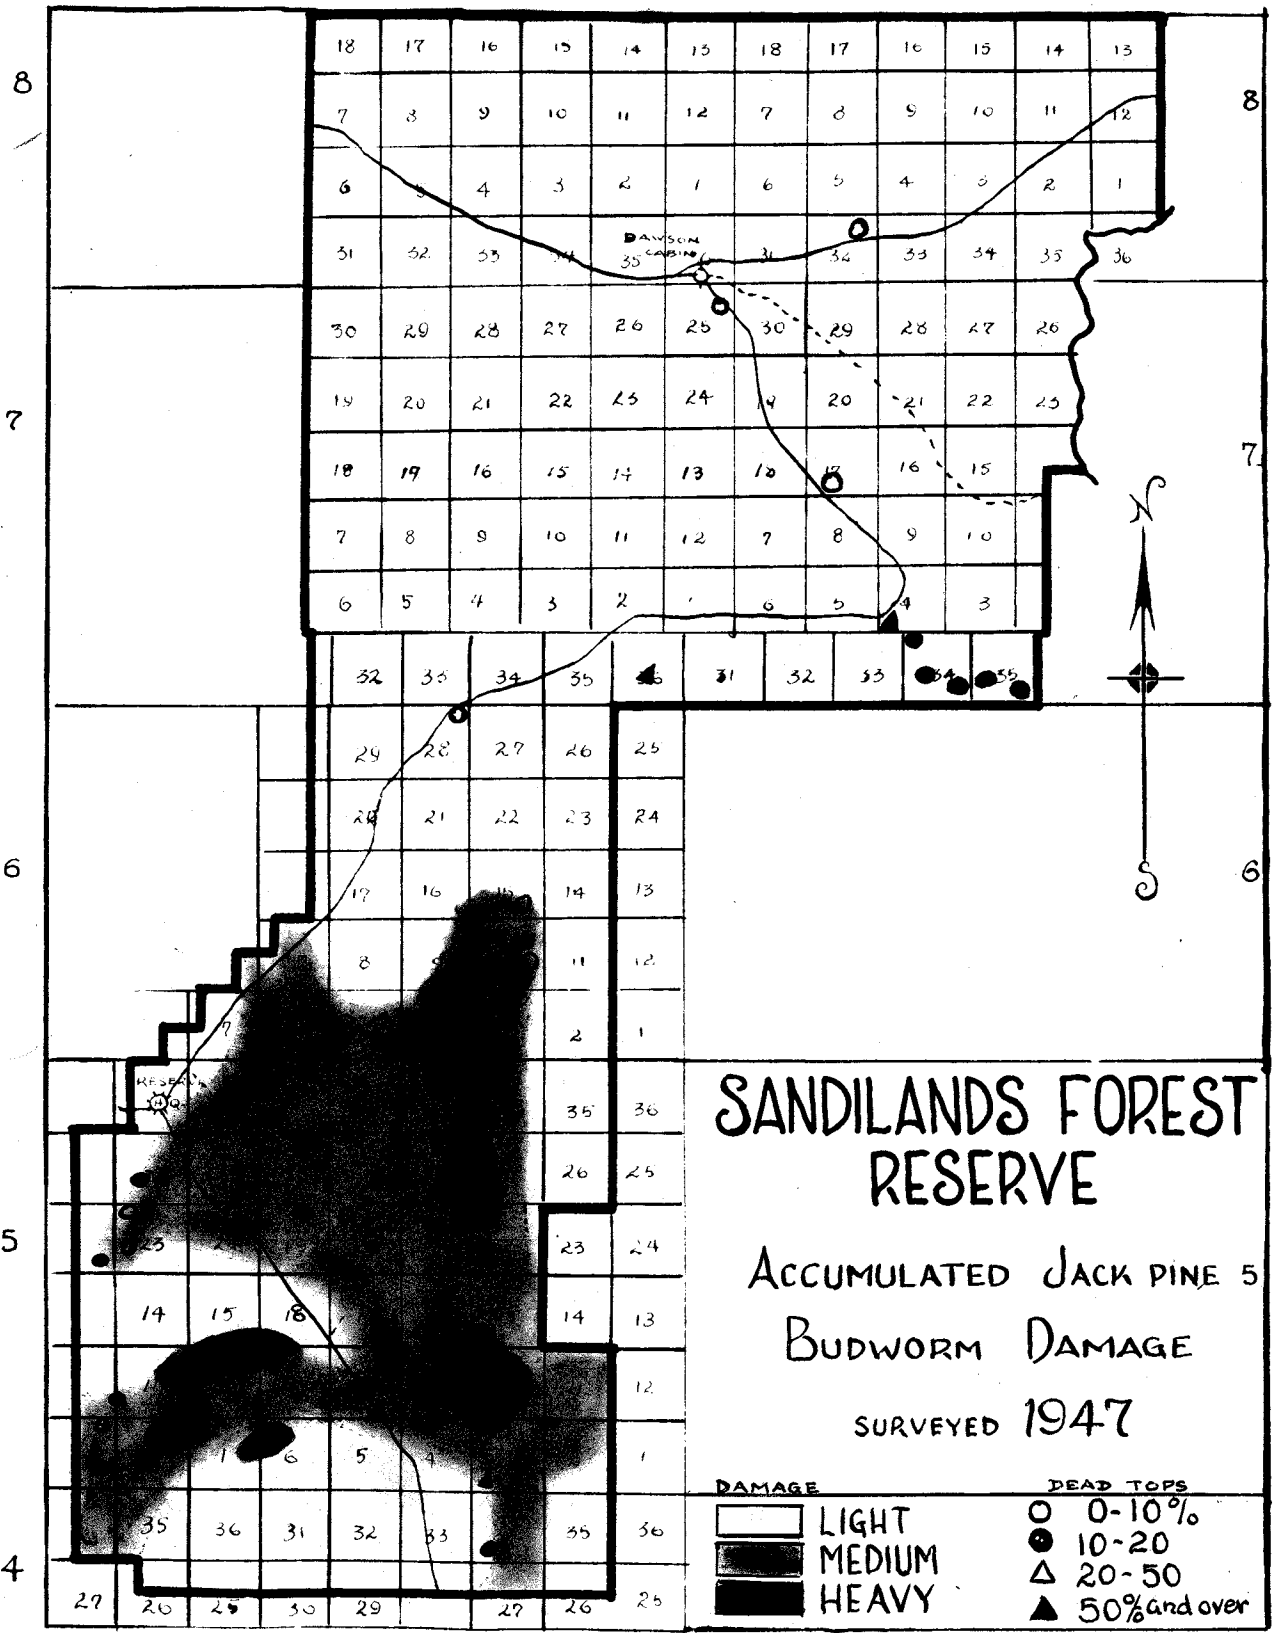 18 17 16 15 14 13 18 17 16 15 14 13
8
8
7 8 9 10 11 12 7 8 9 10 11 12
6 5 4 3 2 1 6 5 4 3 2 1
DAWSON
CABIN
31 32 33 34 35 31 32 33 34 35 36
30 29 28 27 26 25 30 29 28 27 26
7
19 20 21 22 23 24 19 20 21 22 23
7
18 19 16 15 14 13 18 17 16 15
N
7 8 9 10 11 12 7 8 9 10
6 5 4 3 2 1 6 5 4 3
32 33 34 35 36 31 32 33 34 35
29 28 27 26 25
21 22 23 24
6
6
17 16 15 14 13
S
8 9 11 12
7 2 1
RESERVE
H Q.
35 36
26 25
5
23 23 24
14 15 18 14 13
12
1 6 5 4 1
35 36 31 32 33 35 36
4
27 26 25 30 29 27 26 25
SANDILANDS FOREST
RESERVE
ACCUMULATED JACK PINE 5
BUDWORM DAMAGE
SURVEYED 1947
DAMAGE
LIGHT
MEDIUM
HEAVY
DEAD TOPS
0-10%
10-20
20-50
50% and over